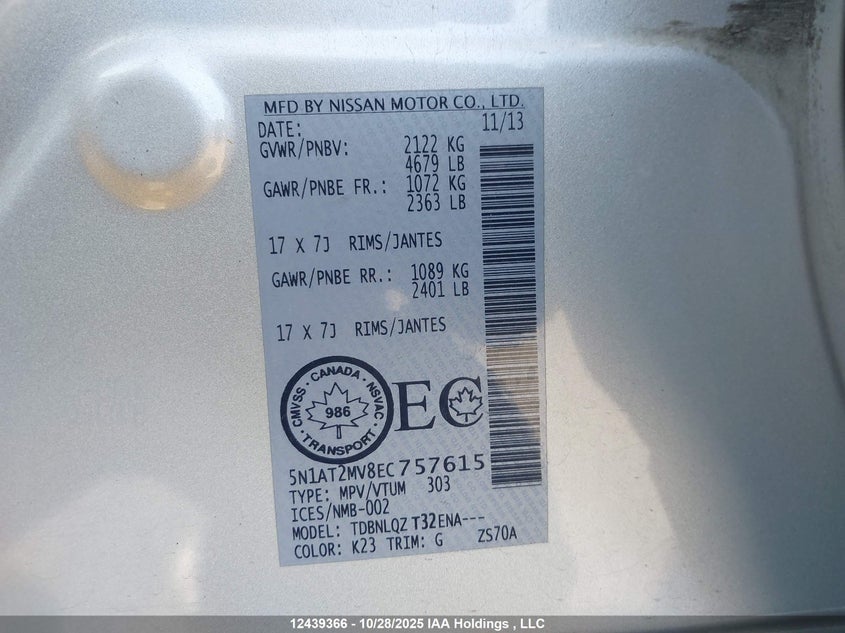 MFD BY NISSAN MOTOR CO., LTD.
DATE: 11/13
GVWR/PNBV: 2122 KG
4679 LB
GAWR/PNBE FR.: 1072 KG
2363 LB
17 X 7J RIMS/JANTES
GAWR/PNBE RR.: 1089 KG
2401 LB
17 X 7J RIMS/JANTES
CMVSS · CANADA · NSVAC · TRANSPORT ·
986
EC
5N1AT2MV8EC757615
TYPE: MPV/VTUM 303
ICES/NMB-002
MODEL: TDBNLQZ T32ENA---
COLOR: K23 TRIM: G ZS70A
12439366 - 10/28/2025 IAA Holdings , LLC